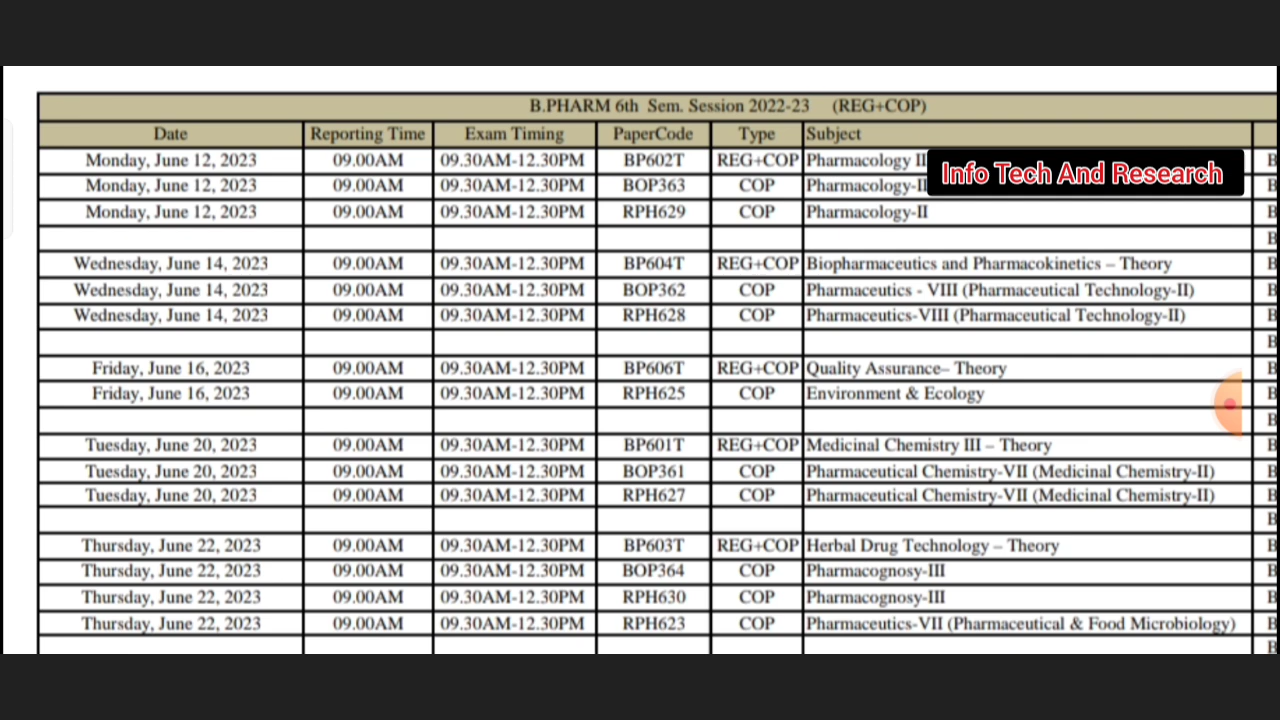 B.PHARM 6th Sem. Session 2022-23 (REG+COP)
Date Reporting Time Exam Timing PaperCode Type Subject
Monday, June 12, 2023 09.00AM 09.30AM-12.30PM BP602T REG+COP Pharmacology
Info Tech And Research
Monday, June 12, 2023 09.00AM 09.30AM-12.30PM BOP363 COP
Monday, June 12, 2023 09.00AM 09.30AM-12.30PM RPH629 COP Pharmacology-II
Wednesday, June 14, 2023 09.00AM 09.30AM-12.30PM BP604T REG+COP Biopharmaceutics and Pharmacokinetics – Theory
Wednesday, June 14, 2023 09.00AM 09.30AM-12.30PM BOP362 COP Pharmaceutics - VIII (Pharmaceutical Technology-II)
Wednesday, June 14, 2023 09.00AM 09.30AM-12.30PM RPH628 COP Pharmaceutics-VIII (Pharmaceutical Technology-II)
Friday, June 16, 2023 09.00AM 09.30AM-12.30PM BP606T REG+COP Quality Assurance– Theory
Friday, June 16, 2023 09.00AM 09.30AM-12.30PM RPH625 COP Environment & Ecology
Tuesday, June 20, 2023 09.00AM 09.30AM-12.30PM BP601T REG+COP Medicinal Chemistry III – Theory
Tuesday, June 20, 2023 09.00AM 09.30AM-12.30PM BOP361 COP Pharmaceutical Chemistry-VII (Medicinal Chemistry-II)
Tuesday, June 20, 2023 09.00AM 09.30AM-12.30PM RPH627 COP Pharmaceutical Chemistry-VII (Medicinal Chemistry-II)
Thursday, June 22, 2023 09.00AM 09.30AM-12.30PM BP603T REG+COP Herbal Drug Technology – Theory
Thursday, June 22, 2023 09.00AM 09.30AM-12.30PM BOP364 COP Pharmacognosy-III
Thursday, June 22, 2023 09.00AM 09.30AM-12.30PM RPH630 COP Pharmacognosy-III
Thursday, June 22, 2023 09.00AM 09.30AM-12.30PM RPH623 COP Pharmaceutics-VII (Pharmaceutical & Food Microbiology)